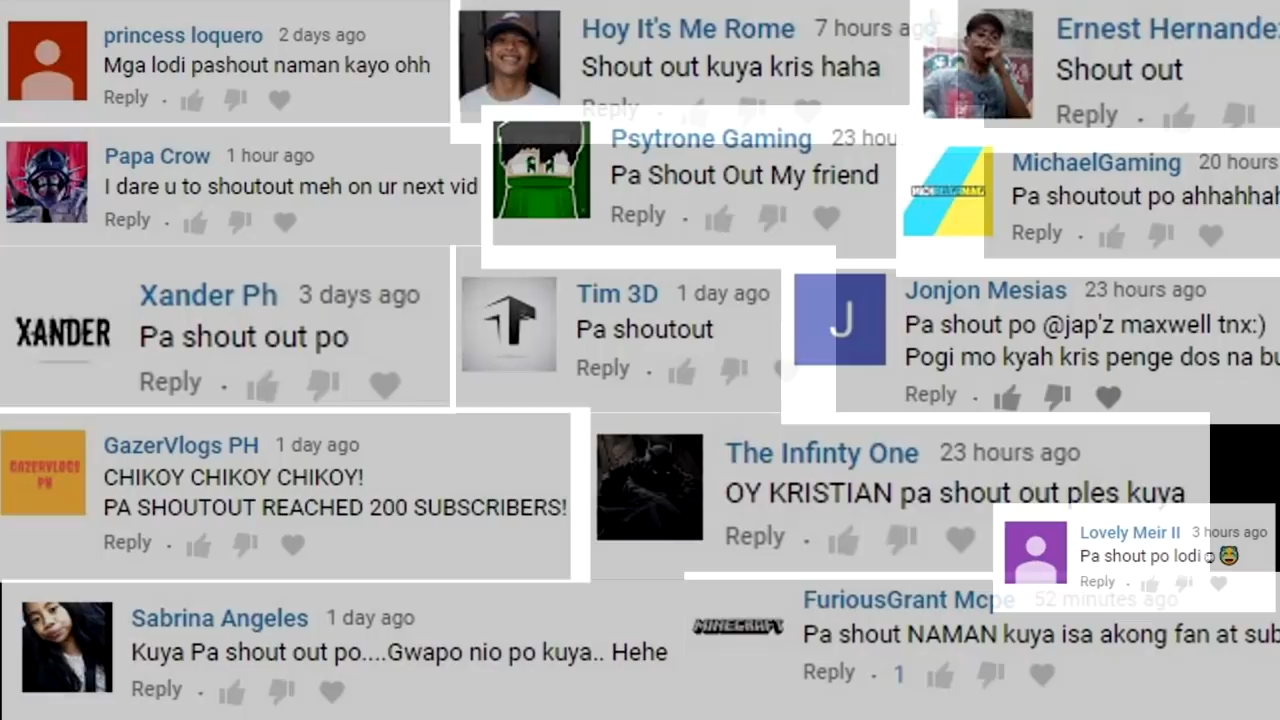 princess loquero 2 days ago
Mga lodi pashout naman kayo ohh
Reply
Hoy It's Me Rome 7 hours ago
Shout out kuya kris haha
Reply
Ernest Hernandez
Shout out
Reply
Papa Crow 1 hour ago
I dare u to shoutout meh on ur next vid
Reply
Psytrone Gaming 23 hou
Pa Shout Out My friend
Reply
MichaelGaming 20 hours
Pa shoutout po ahhahhah
Reply
XANDER
Xander Ph 3 days ago
Pa shout out po
Reply
Tim 3D 1 day ago
Pa shoutout
Reply
J
Jonjon Mesias 23 hours ago
Pa shout po @jap'z maxwell tnx:)
Pogi mo kyah kris penge dos na bu
Reply
GAZERVLOGS
PH
GazerVlogs PH 1 day ago
CHIKOY CHIKOY CHIKOY!
PA SHOUTOUT REACHED 200 SUBSCRIBERS!
Reply
The Infinty One 23 hours ago
OY KRISTIAN pa shout out ples kuya
Reply
Lovely Meir II 3 hours ago
Pa shout po lodi☺😅
Reply
Sabrina Angeles 1 day ago
Kuya Pa shout out po....Gwapo nio po kuya.. Hehe
Reply
MINECRAFT
FuriousGrant Mcpe 52 minutes ago
Pa shout NAMAN kuya isa akong fan at sub
Reply 1